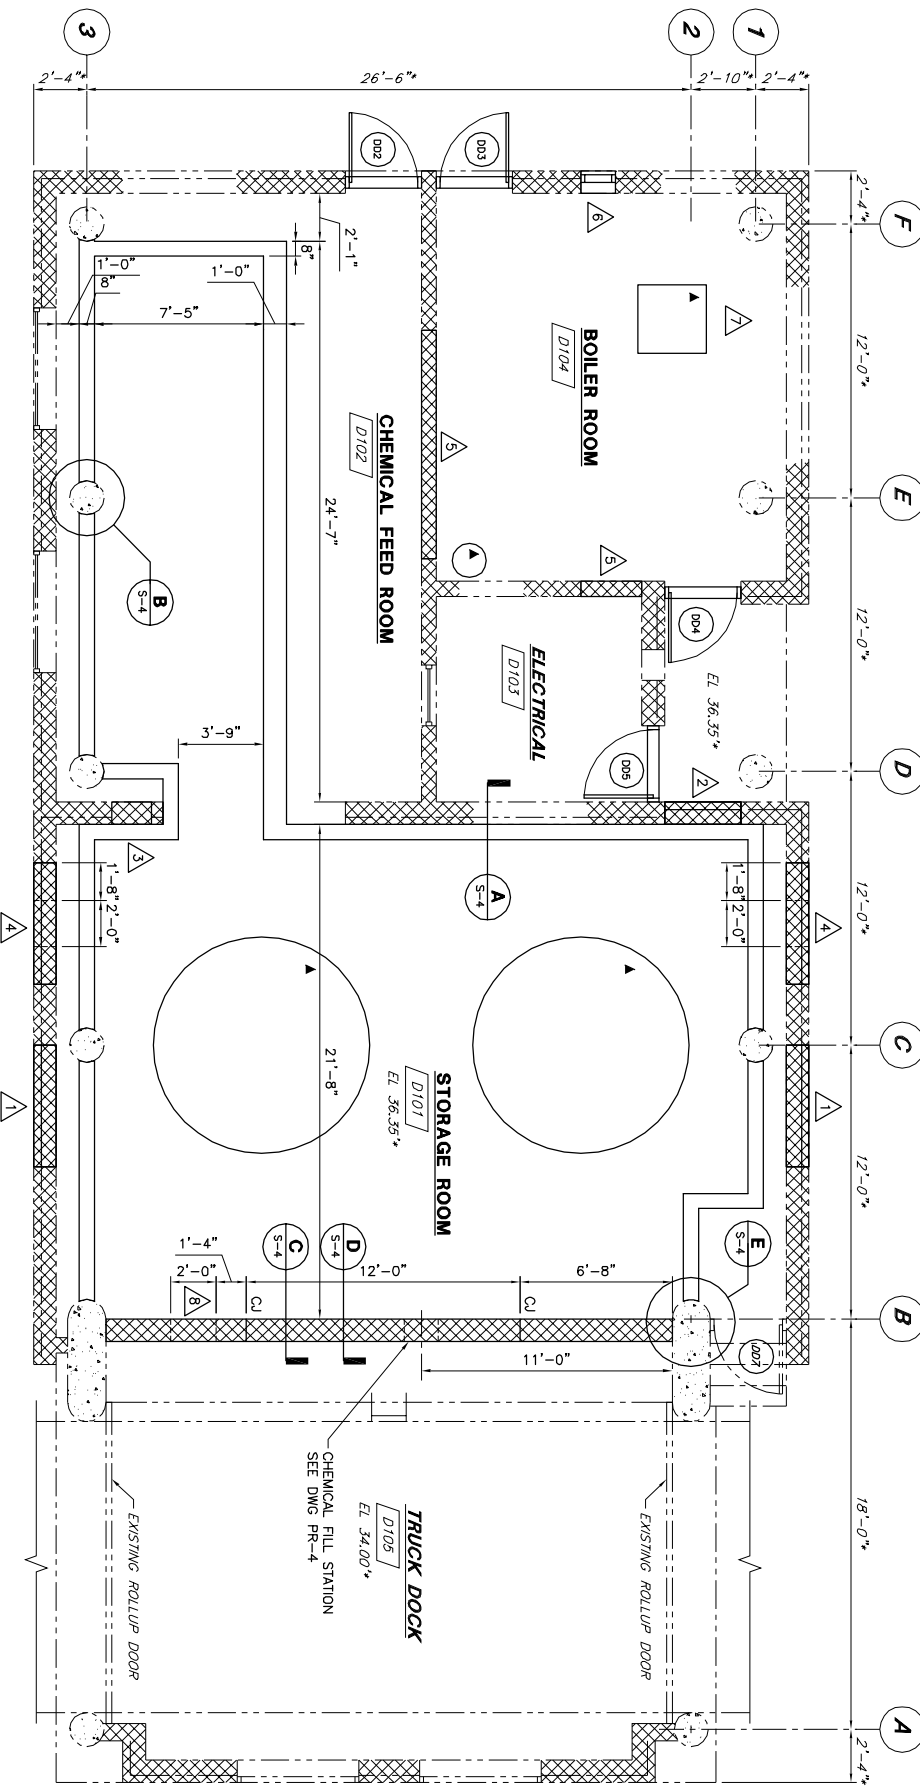 F
E
D
C
B
A
2'-4"*
12'-0"*
12'-0"*
12'-0"*
12'-0"*
18'-0"*
2'-4"*
1
2
3
2'-4"*
2'-10"*
26'-6"*
2'-4"*
DD3
DD2
DD4
DD5
DD7
6
7
5
5
2
4
1
4
1
3
8
BOILER ROOM
D104
ELECTRICAL
D103
EL 36.35'*
CHEMICAL FEED ROOM
D102
24'-7"
2'-1"
8"
1'-0"
7'-5"
1'-0"
8"
3'-9"
B
S-4
A
S-4
1'-8"
2'-0"
1'-8"
2'-0"
21'-8"
STORAGE ROOM
D101
EL 36.35'*
E
S-4
D
S-4
C
S-4
6'-8"
CJ
12'-0"
CJ
1'-4"
2'-0"
11'-0"
CHEMICAL FILL STATION
SEE DWG PR-4
TRUCK DOCK
D105
EL 34.00'*
EXISTING ROLLUP DOOR
EXISTING ROLLUP DOOR